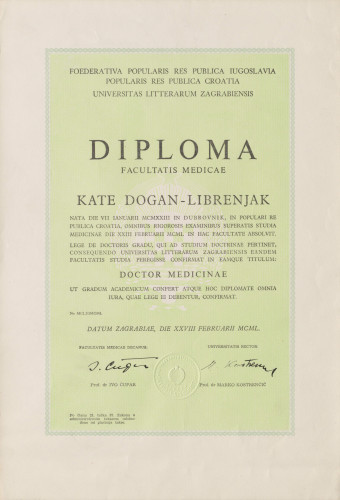 FOEDERATIVA POPULARIS RES PUBLICA IUGOSLAVIA
POPULARIS RES PUBLICA CROATIA
UNIVERSITAS LITTERARUM ZAGRABIENSIS
DIPLOMA
FACULTATIS MEDICAE
KATE DOGAN-LIBRENJAK
NATA DIE VII IANUARII MCMXXIII IN DUBROVNIK, IN POPULARI RE
PUBLICA CROATIA, OMNIBUS RIGOROSIS EXAMINIBUS SUPERATIS STUDIA
MEDICINAE DIE XXIII FEBRUARII MCML IN HAC FACULTATE ABSOLVIT.
LEGE DE DOCTORIS GRADU, QUI AD STUDIUM DOCTRINAE PERTINET,
CONSEQUENDO UNIVERSITAS LITTERARUM ZAGRABIENSIS EANDEM
FACULTATIS STUDIA PEREGISSE CONFIRMAT IN EAMQUE TITULUM:
DOCTOR MEDICINAE
UT GRADUM ACADEMICUM CONFERT ATQUE HOC DIPLOMATE OMNIA
IURA, QUAE LEGE EI DEBENTUR, CONFIRMAT.
DATUM ZAGRABIAE, DIE XXVIII FEBRUARII MCML.
FACULTATIS MEDICAE DECANUS:
UNIVERSITATIS RECTOR:
Prof. dr IVO ČUPAR
Prof. dr MARKO KOSTRENČIĆ